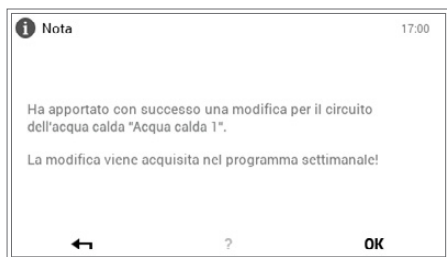 i Nota 17:00
Ha apportato con successo una modifica per il circuito
dell'acqua calda "Acqua calda 1".
La modifica viene acquisita nel programma settimanale!
? OK